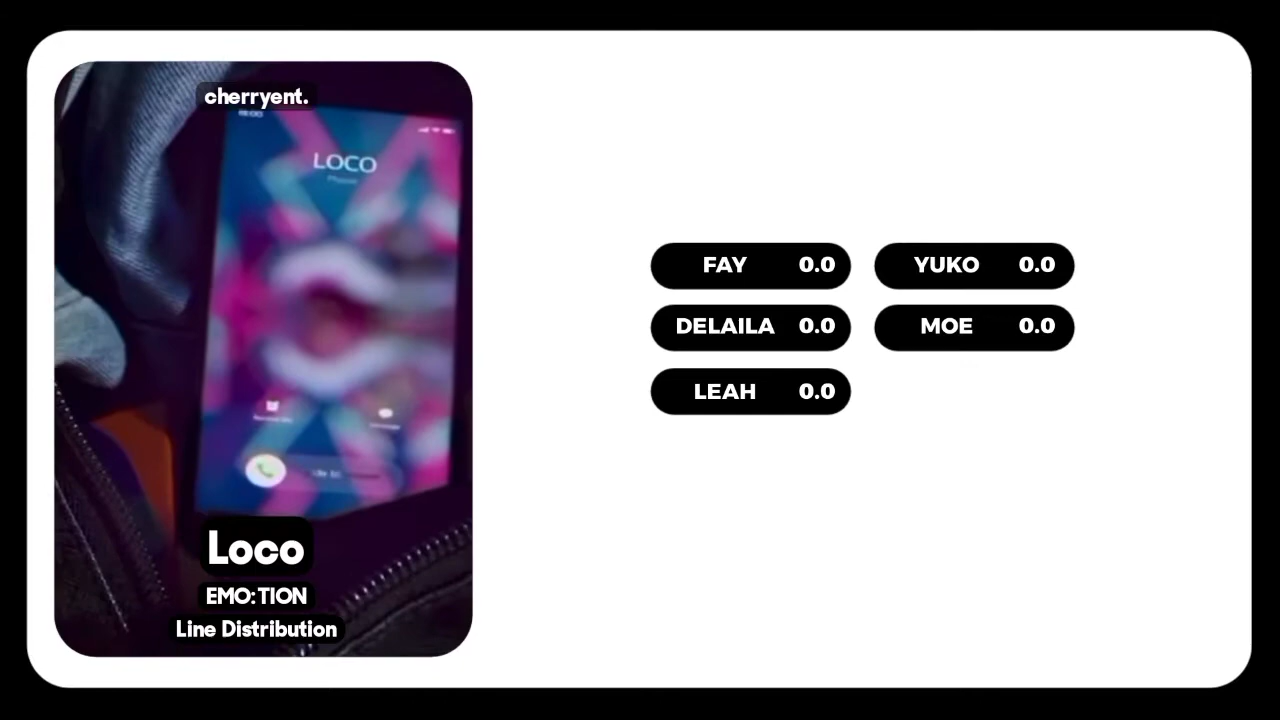 cherryent.
LOCO
Loco
EMO:TION
Line Distribution
FAY 0.0
YUKO 0.0
DELAILA 0.0
MOE 0.0
LEAH 0.0